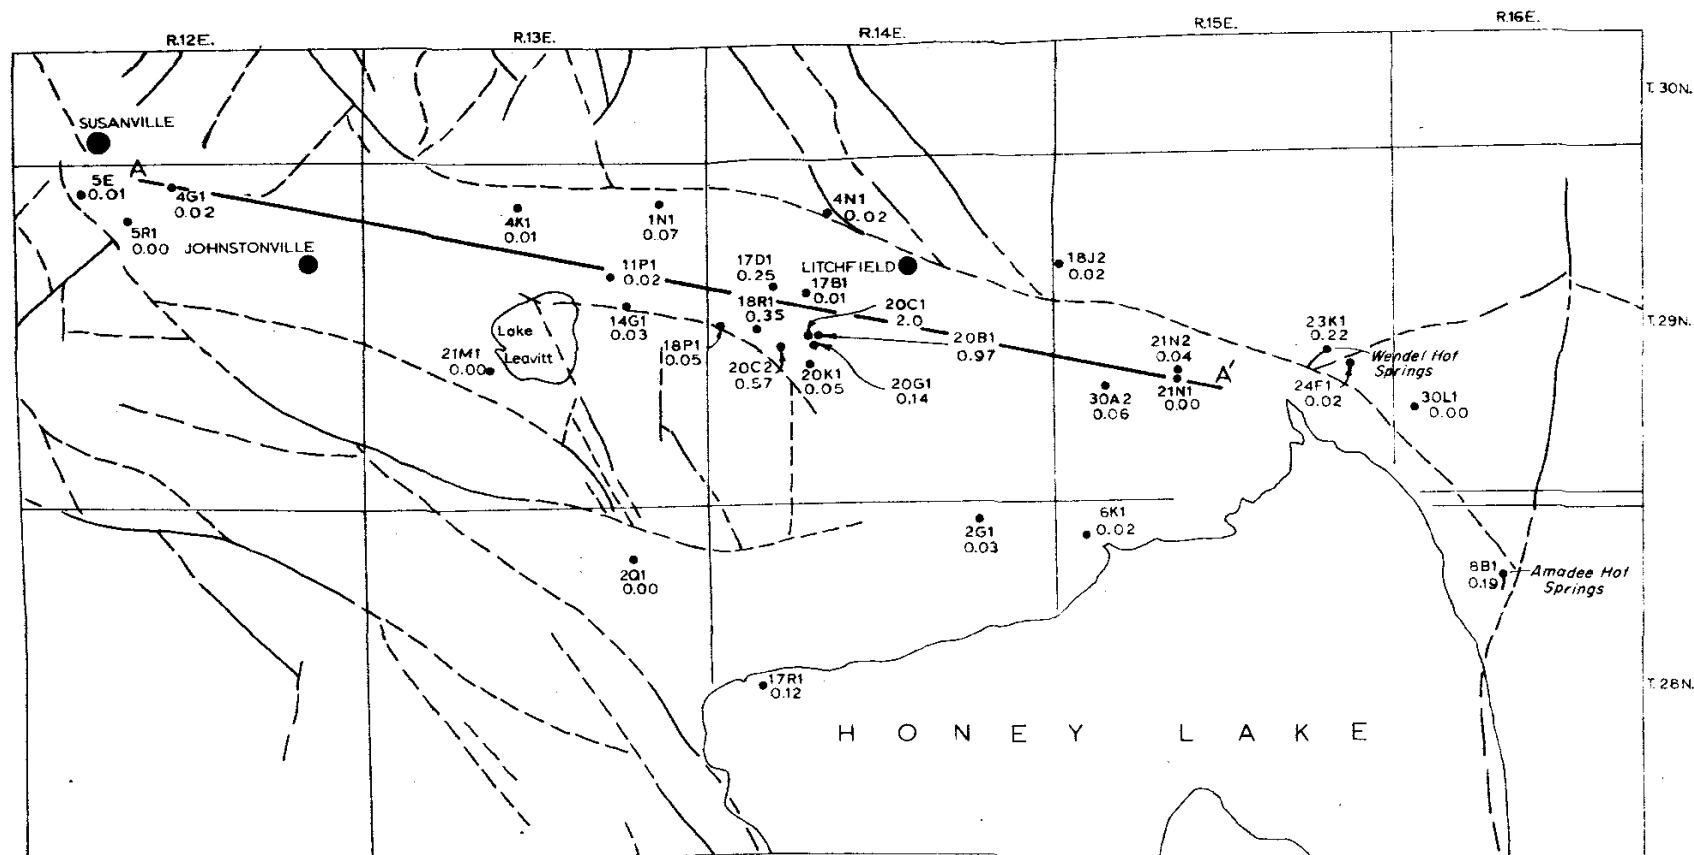 R.12E.
R.13E.
R.14E.
R.15E.
R.16E.
T. 30N.
SUSANVILLE
A
5E
0.01
4G1
0.02
5R1
0.00
JOHNSTONVILLE
4K1
0.01
1N1
0.07
4N1
0.02
11P1
0.02
17D1
0.25
LITCHFIELD
17B1
0.01
18J2
0.02
18R1
0.35
20C1
2.0
T. 29N.
Lake
Leavitt
14G1
0.03
18P1
0.05
20B1
0.97
21N2
0.04
23K1
0.22
Wendel Hot
Springs
21M1
0.00
20C2
0.57
20K1
0.05
20G1
0.14
A'
30A2
0.06
21N1
0.00
24F1
0.02
30L1
0.00
2G1
0.03
6K1
0.02
2Q1
0.00
8B1
0.19
Amadee Hot
Springs
17R1
0.12
T. 28N.
HONEY LAKE